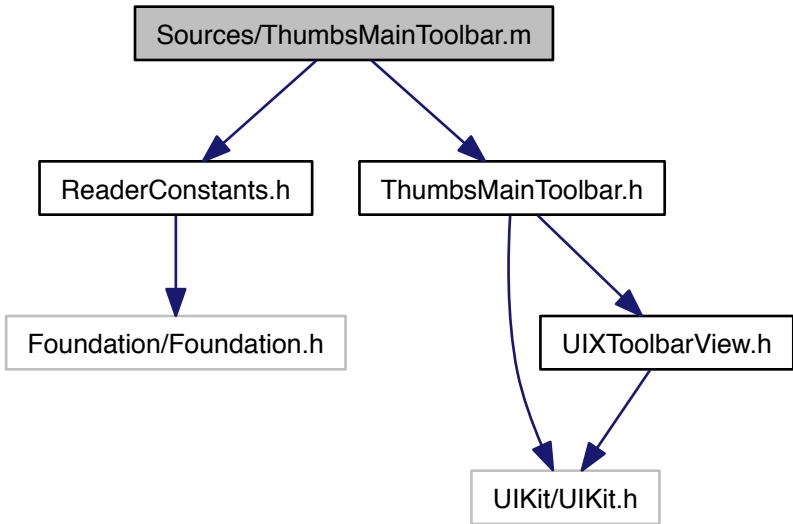 Sources/ThumbsMainToolbar.m
ReaderConstants.h
ThumbsMainToolbar.h
Foundation/Foundation.h
UIXToolbarView.h
UIKit/UIKit.h